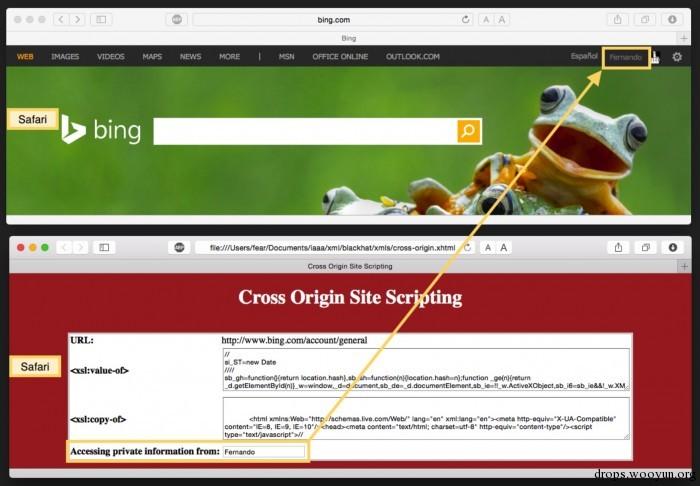 bing.com
Bing
WEB IMAGES VIDEOS MAPS NEWS MORE | MSN OFFICE ONLINE OUTLOOK.COM Español Fernando
Safari
bing
file:///Users/fear/Documents/iaaa/xml/blackhat/xmls/cross-origin.xhtml
Cross Origin Site Scripting
Cross Origin Site Scripting
URL: http://www.bing.com/account/general
Safari
<xsl:value-of>
//
si_ST=new Date
////
sb_gh=function(){return location.hash},sb_sh=function(n){location.hash=n};function _ge(n){return
_d.getElementById(n)}_w=window,_d=document,sb_de=_d.documentElement,sb_ie=!!_w.ActiveXObject,sb_i6=sb_ie&&!_w.XM
<xsl:copy-of>
<html xmlns:Web="http://schemas.live.com/Web/" lang="en" xml:lang="en"><meta http-equiv="X-UA-Compatible"
content="IE=8, IE=9, IE=10"/><head><meta content="text/html; charset=utf-8" http-equiv="content-type"/><script
type="text/javascript">//
Accessing private information from: Fernando
drops.wooyun.org